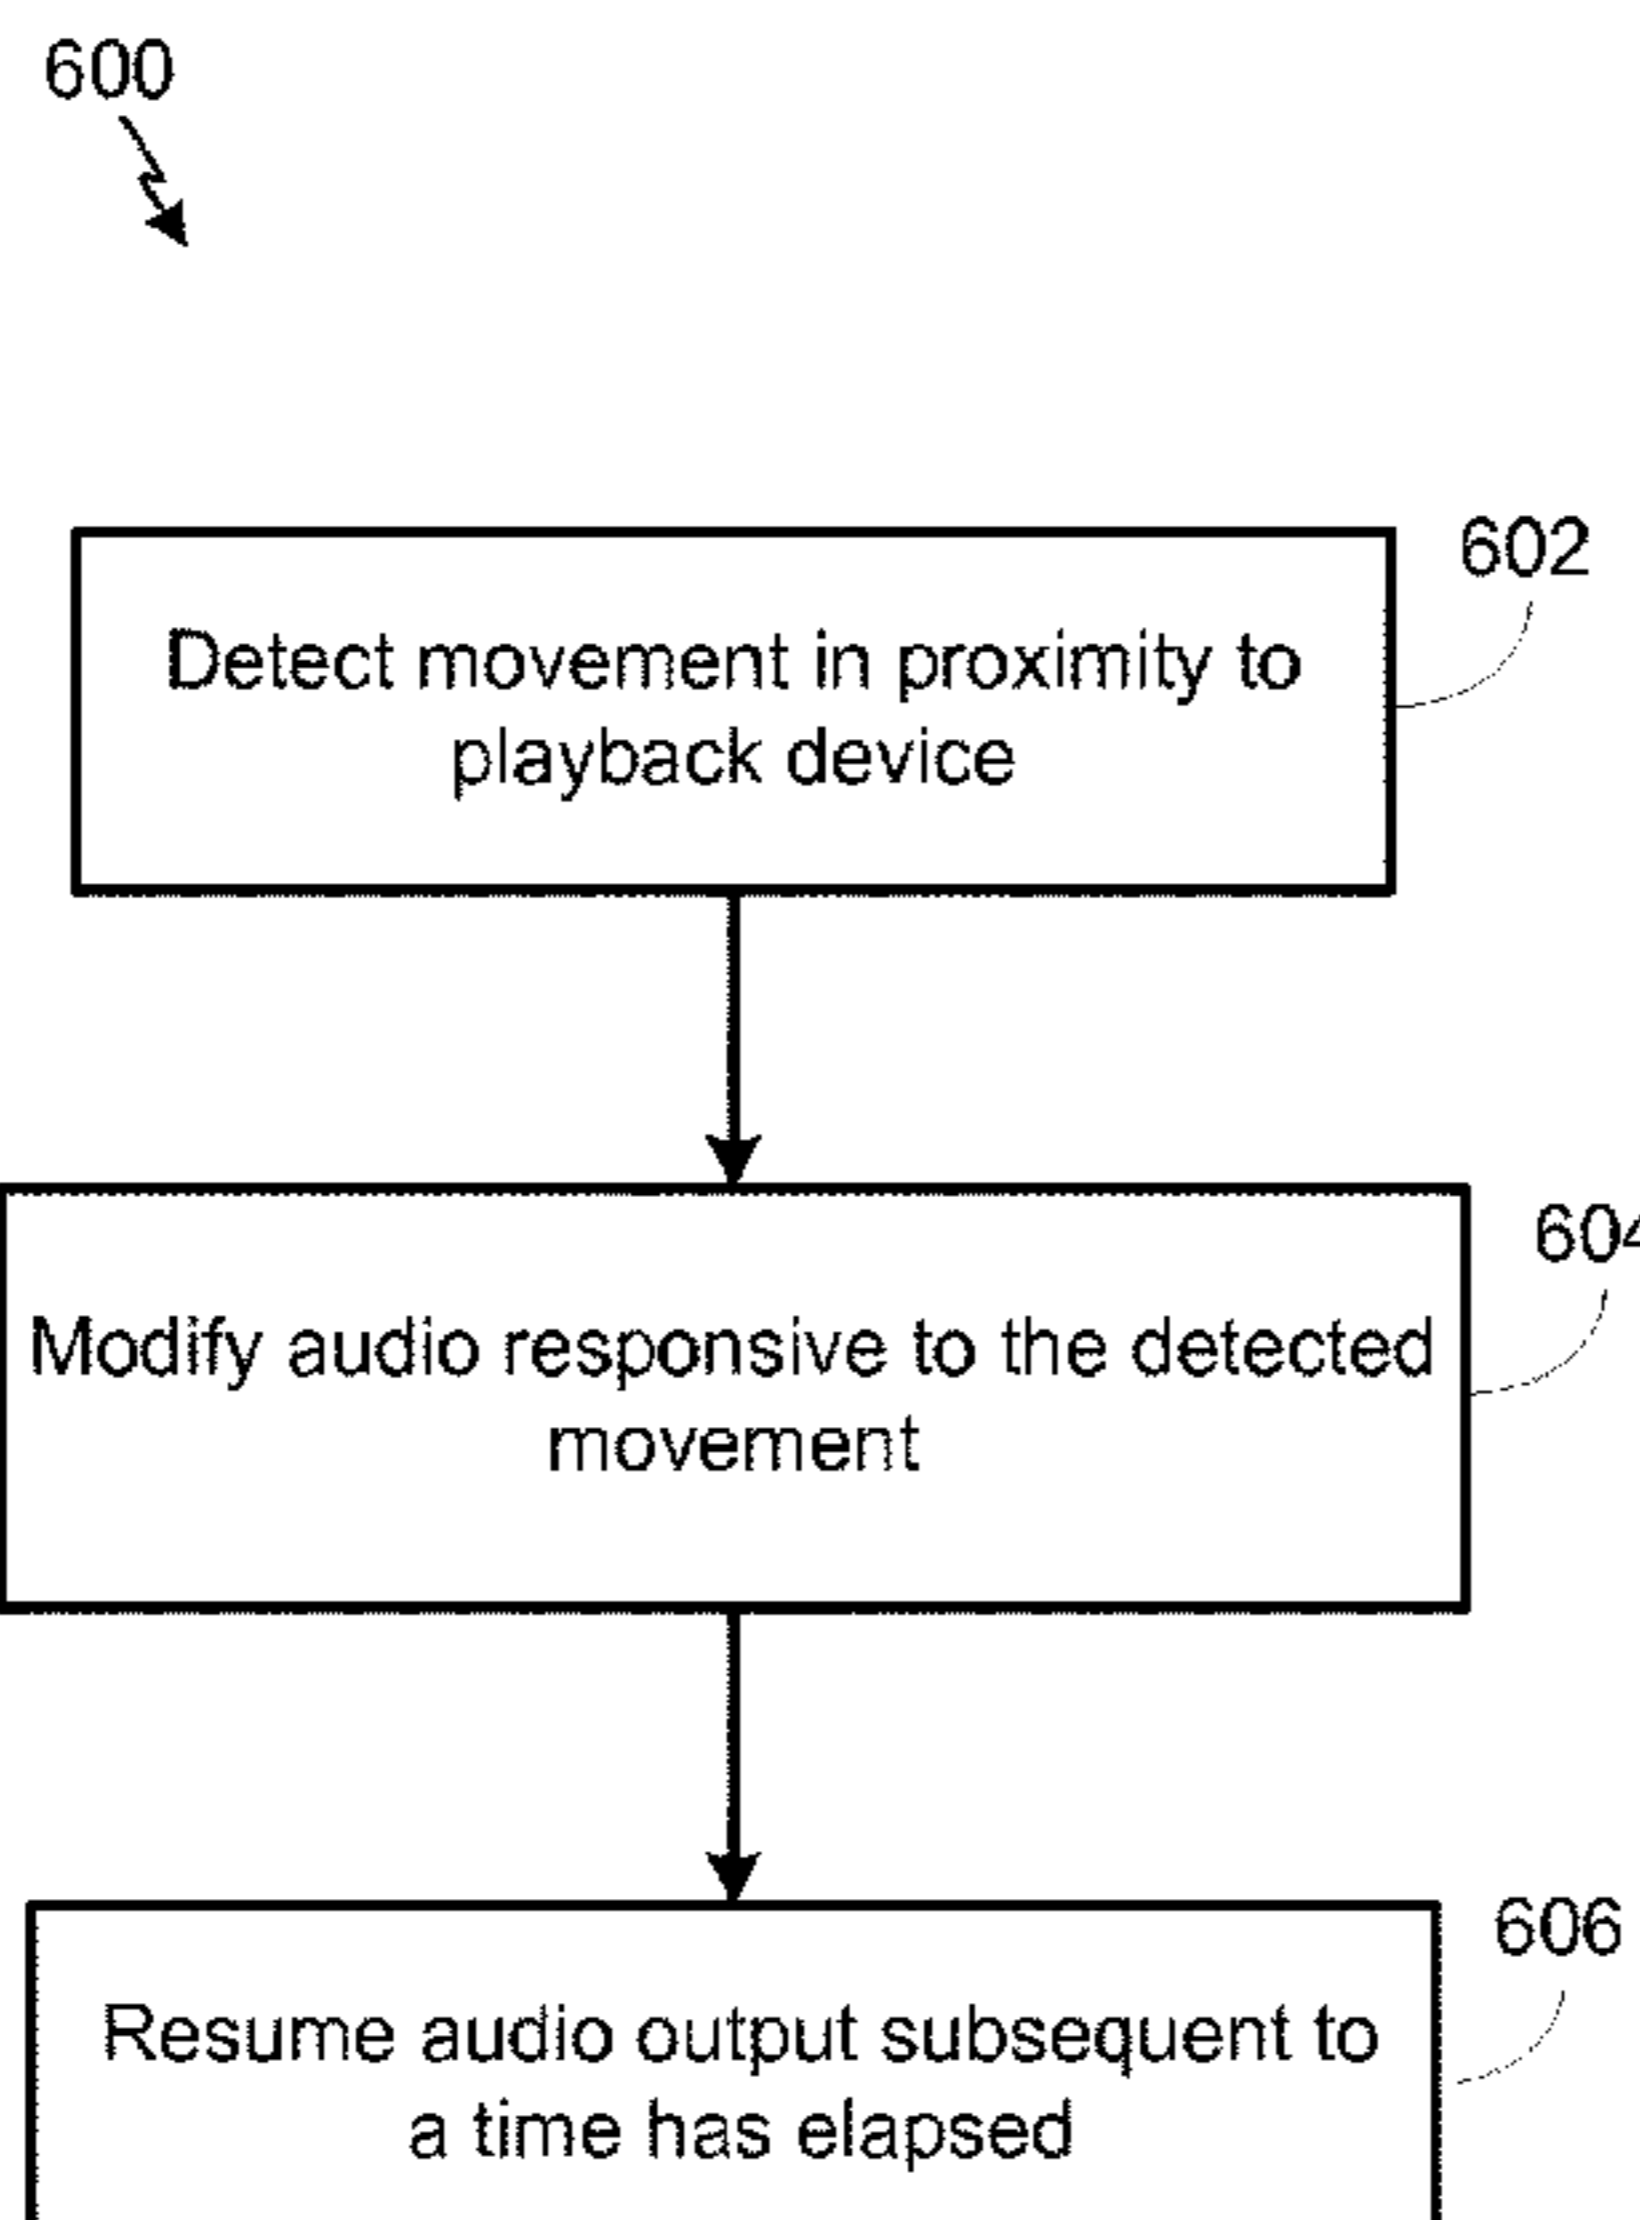 600
602
Detect movement in proximity to
playback device
604
Modify audio responsive to the detected
movement
606
Resume audio output subsequent to
a time has elapsed